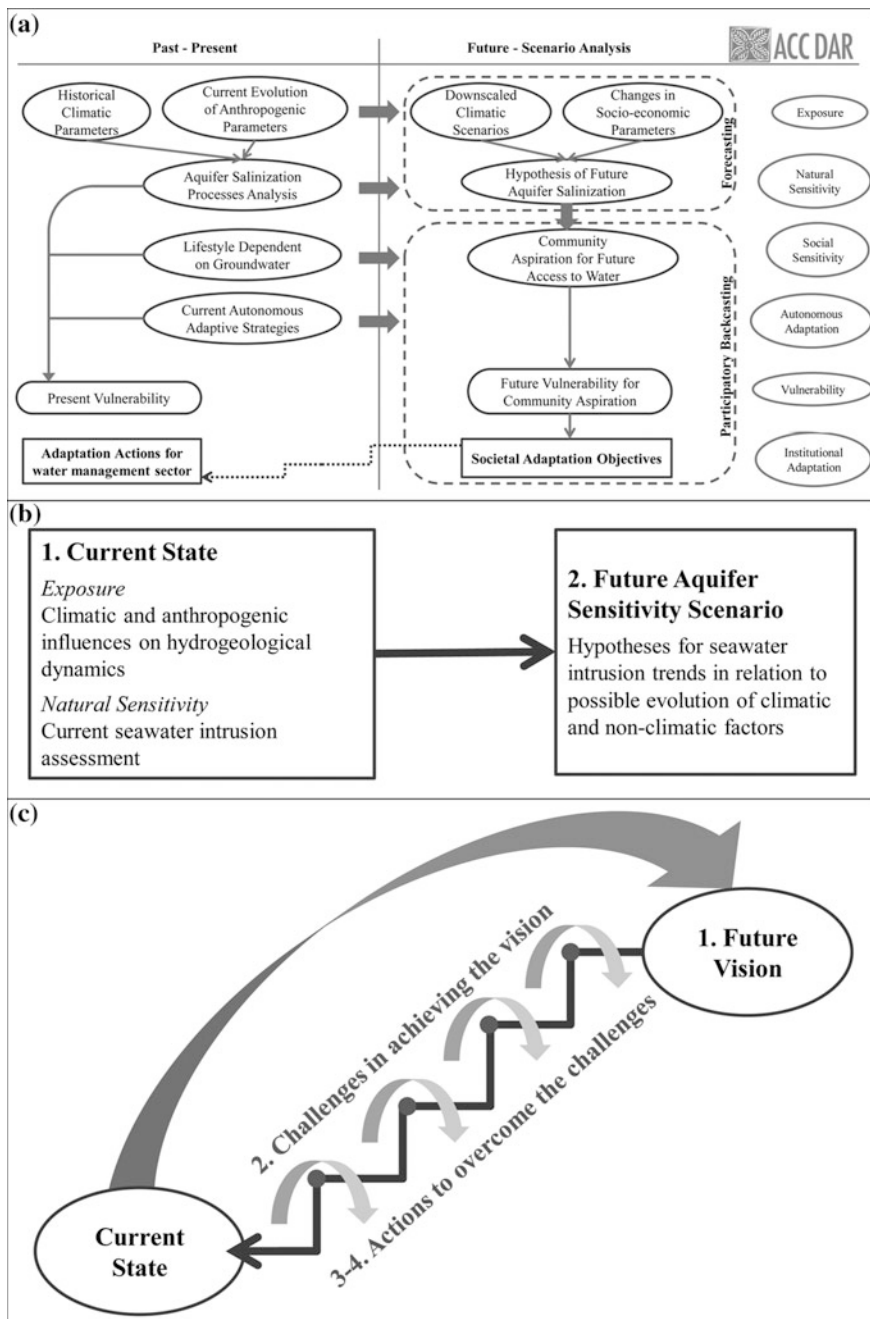 (a)
Past - Present
Future - Scenario Analysis
ACC DAR
Historical
Climatic
Parameters
Current Evolution
of Anthropogenic
Parameters
Downscaled
Climatic
Scenarios
Changes in
Socio-economic
Parameters
Forecasting
Exposure
Aquifer Salinization
Processes Analysis
Hypothesis of Future
Aquifer Salinization
Natural
Sensitivity
Lifestyle Dependent
on Groundwater
Community
Aspiration for Future
Access to Water
Social
Sensitivity
Current Autonomous
Adaptive Strategies
Participatory Backcasting
Autonomous
Adaptation
Present Vulnerability
Future Vulnerability for
Community Aspiration
Vulnerability
Adaptation Actions for
water management sector
Societal Adaptation Objectives
Institutional
Adaptation
(b)
1. Current State
Exposure
Climatic and anthropogenic
influences on hydrogeological
dynamics
Natural Sensitivity
Current seawater intrusion
assessment
2. Future Aquifer
Sensitivity Scenario
Hypotheses for seawater
intrusion trends in relation to
possible evolution of climatic
and non-climatic factors
(c)
1. Future
Vision
2. Challenges in achieving the vision
3-4. Actions to overcome the challenges
Current
State